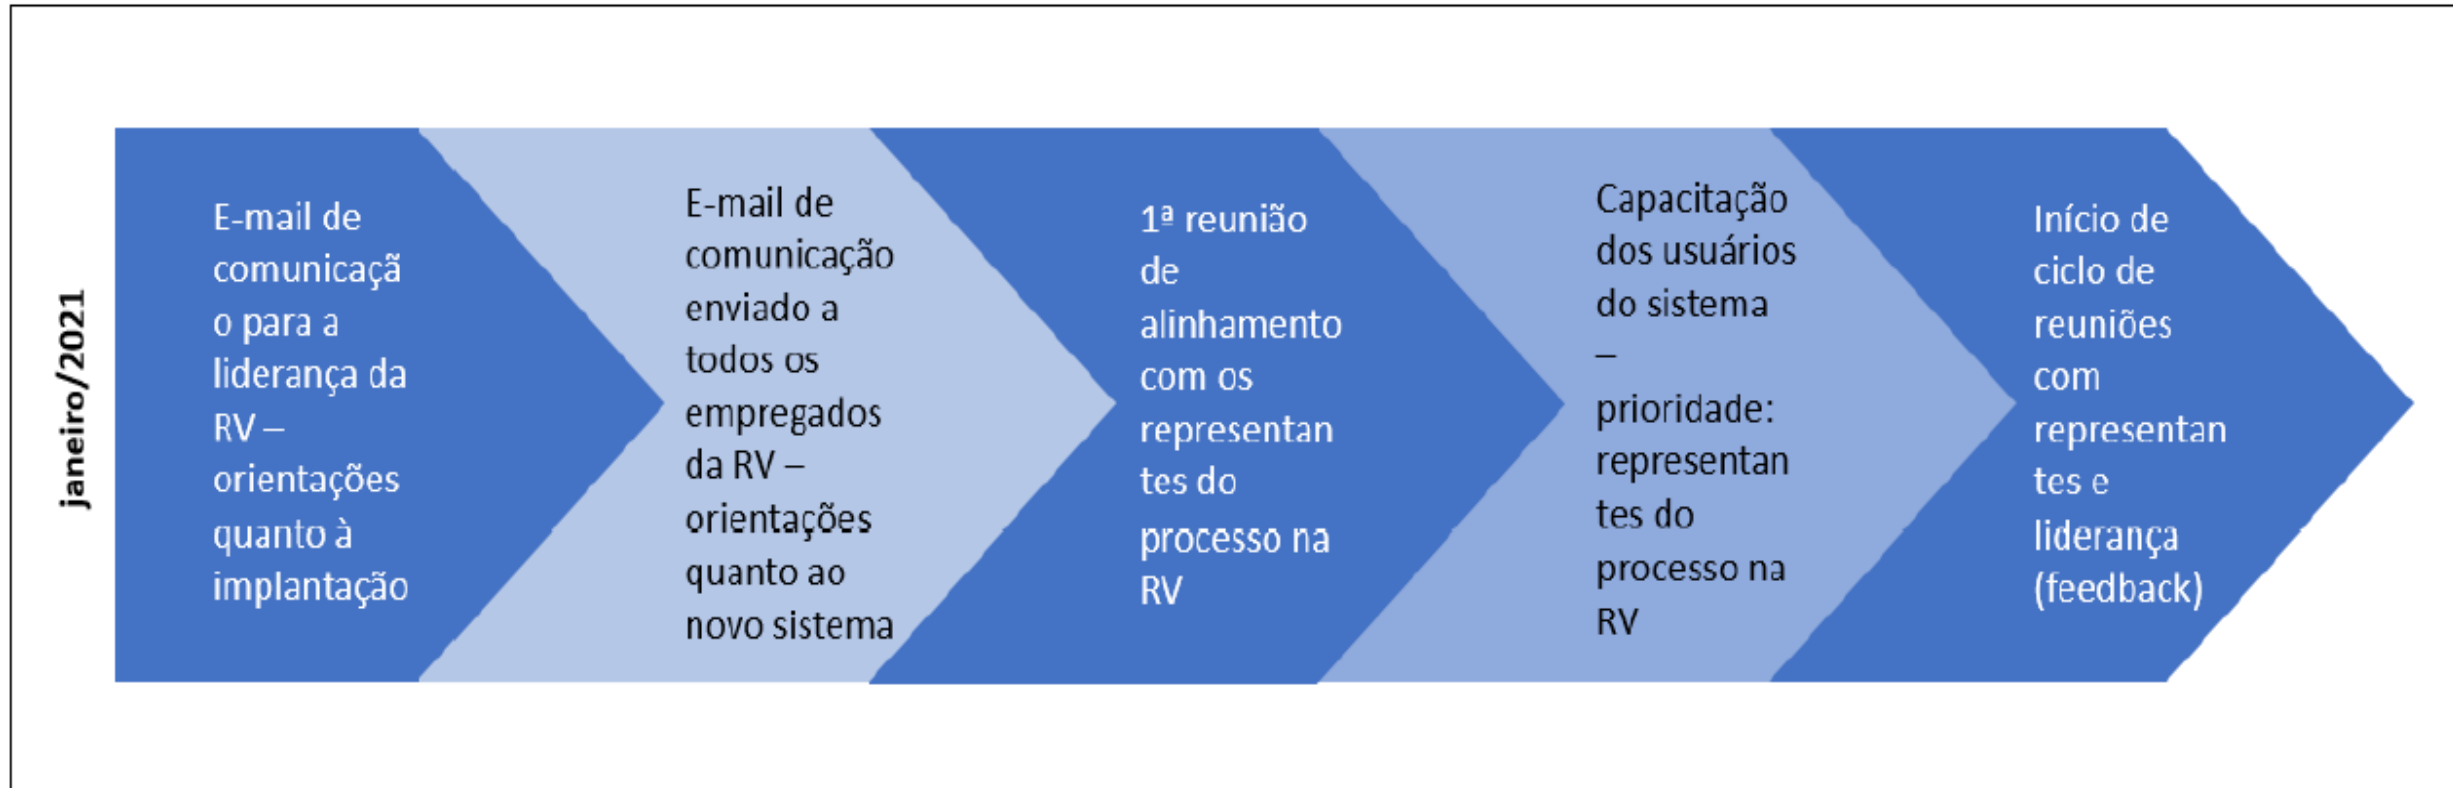 janeiro/2021
E-mail de
comunicaçã
o para a
liderança da
RV –
orientações
quanto à
implantação
E-mail de
comunicação
enviado a
todos os
empregados
da RV –
orientações
quanto ao
novo sistema
1ª reunião
de
alinhamento
com os
representan
tes do
processo na
RV
Capacitação
dos usuários
do sistema
–
prioridade:
representan
tes do
processo na
RV
Início de
ciclo de
reuniões
com
representan
tes e
liderança
(feedback)